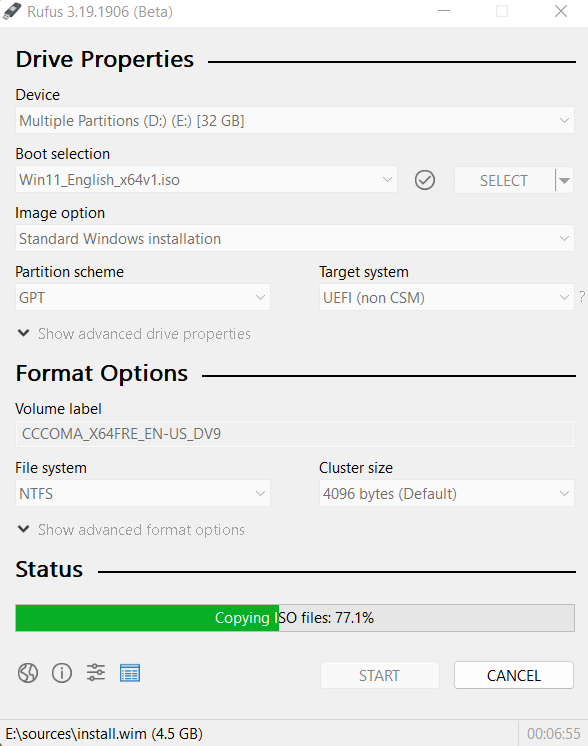 Rufus 3.19.1906 (Beta)
Drive Properties
Device
Multiple Partitions (D:) (E:) [32 GB]
Boot selection
Win11_English_x64v1.iso
SELECT
Image option
Standard Windows installation
Partition scheme
Target system
GPT
UEFI (non CSM)
?
Show advanced drive properties
Format Options
Volume label
CCCOMA_X64FRE_EN-US_DV9
File system
Cluster size
NTFS
4096 bytes (Default)
Show advanced format options
Status
Copying ISO files: 77.1%
START
CANCEL
E:\sources\install.wim (4.5 GB)
00:06:55